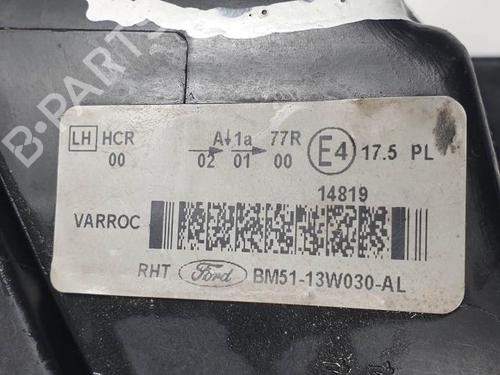 LH HCR A↓1a 77R E4 17.5 PL
00 02 01 00
14819
VARROC
RHT Ford BM51-13W030-AL
B-PARTS